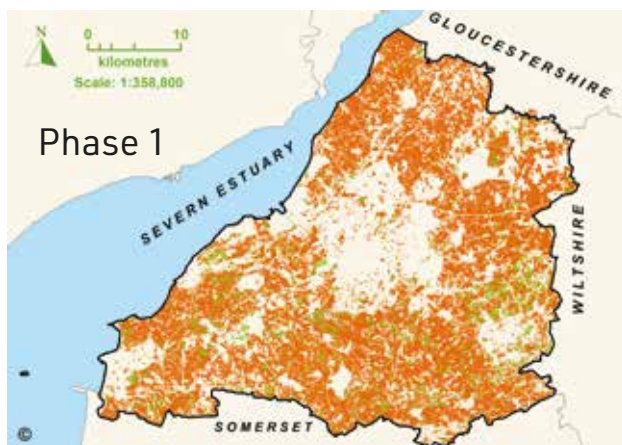 N
0 10
kilometres
Scale: 1:358,800
Phase 1
GLOUCESTERSHIRE
SEVERN ESTUARY
WILTSHIRE
SOMERSET
©